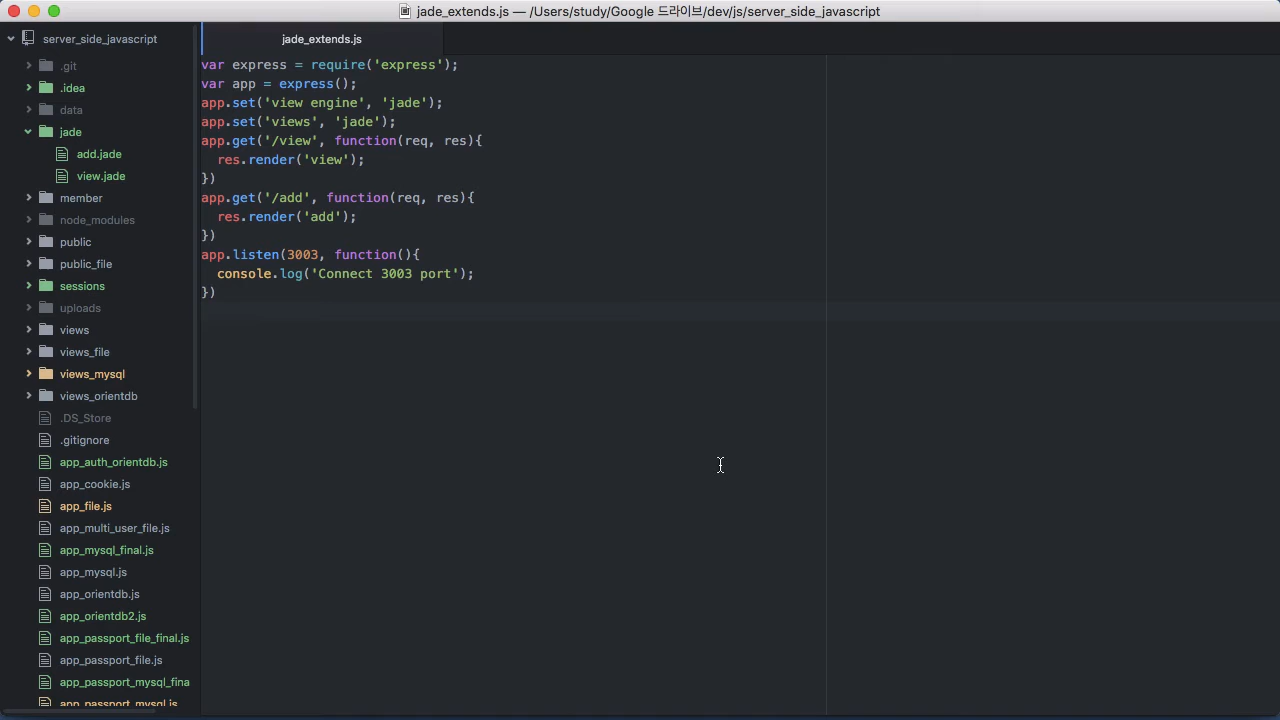 jade_extends.js — /Users/study/Google 드라이브/dev/js/server_side_javascript
server_side_javascript
.git
.idea
data
jade
add.jade
view.jade
member
node_modules
public
public_file
sessions
uploads
views
views_file
views_mysql
views_orientdb
.DS_Store
.gitignore
app_auth_orientdb.js
app_cookie.js
app_file.js
app_multi_user_file.js
app_mysql_final.js
app_mysql.js
app_orientdb.js
app_orientdb2.js
app_passport_file_final.js
app_passport_file.js
app_passport_mysql_fina
app_passport_mysql.js
jade_extends.js
var express = require('express');
var app = express();
app.set('view engine', 'jade');
app.set('views', 'jade');
app.get('/view', function(req, res){
  res.render('view');
})
app.get('/add', function(req, res){
  res.render('add');
})
app.listen(3003, function(){
  console.log('Connect 3003 port');
})